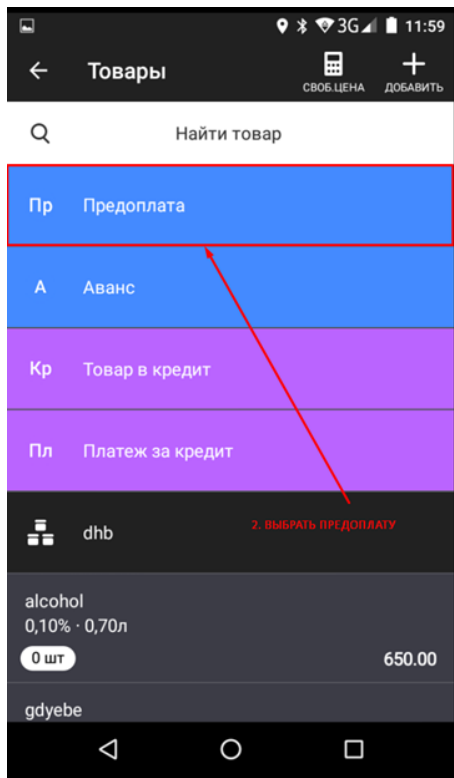 3G 11:59
Товары
СВОБ.ЦЕНА
ДОБАВИТЬ
Найти товар
Пр Предоплата
А Аванс
Кр Товар в кредит
Пл Платеж за кредит
dhb
2. ВЫБРАТЬ ПРЕДОПЛАТУ
alcohol
0,10% · 0,70л
0 шт 650.00
gdyebe